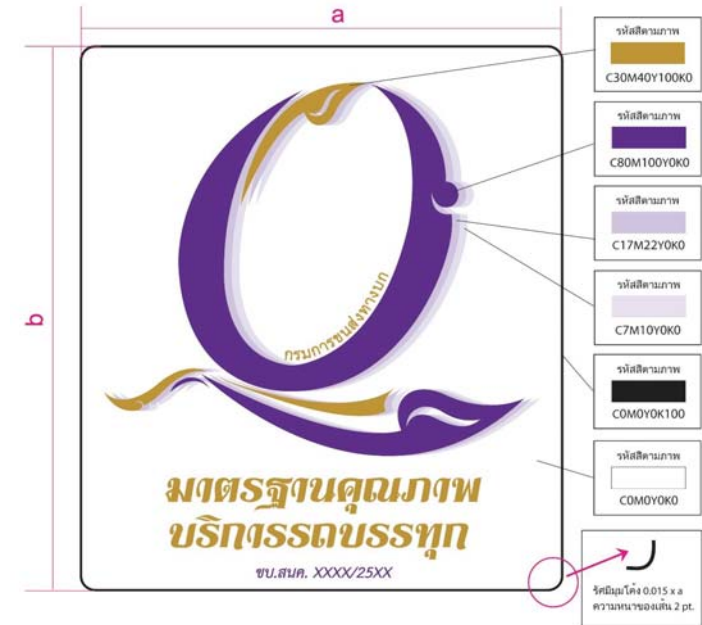 a
b
กรมการขนส่งทางบก
มาตรฐานคุณภาพ
บริการรถบรรทุก
ขบ.สนค. XXXX/25XX
รหัสสีตามภาพ
C30M40Y100K0
รหัสสีตามภาพ
C80M100Y0K0
รหัสสีตามภาพ
C17M22Y0K0
รหัสสีตามภาพ
C7M10Y0K0
รหัสสีตามภาพ
C0M0Y0K100
รหัสสีตามภาพ
C0M0Y0K0
รัศมีมุมโค้ง 0.015 x a
ความหนาของเส้น 2 pt.